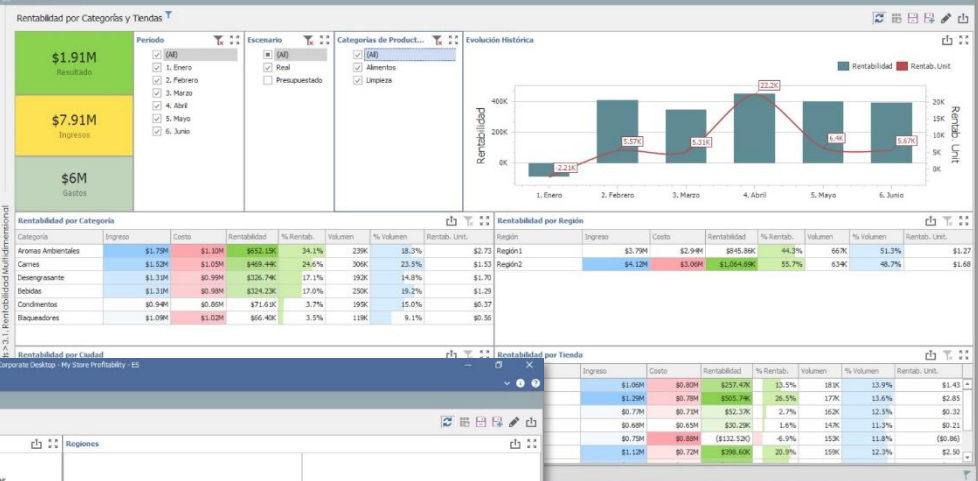 Rentabilidad por Categorías y Tiendas
$1.91M
Resultado
$7.91M
Ingresos
$6M
Gastos
Periodo
(All)
1. Enero
2. Febrero
3. Marzo
4. Abril
5. Mayo
6. Junio
Escenario
(All)
Real
Presupuestado
Categorías de Product...
(All)
Alimentos
Limpieza
Evolución Histórica
Rentabilidad Rentab. Unit
Rentabilidad
400K
200K
0K
-2.21K
5.57K
5.31K
22.2K
6.4K
5.67K
20K
15K
10K
5K
0K
Rentab. Unit
1. Enero 2. Febrero 3. Marzo 4. Abril 5. Mayo 6. Junio
Rentabilidad por Categoría
Categoría Ingreso Costo Rentabilidad % Rentab. Volumen % Volumen Rentab. Unit.
Aromas Ambientales $1.75M $1.10M $652.15K 34.1% 239K 18.3% $2.73
Carnes $1.52M $1.05M $469.44K 24.6% 306K 23.5% $1.53
Desengrasante $1.31M $0.99M $326.74K 17.1% 192K 14.8% $1.70
Bebidas $1.31M $0.98M $324.23K 17.0% 250K 19.2% $1.29
Condimentos $0.94M $0.86M $71.61K 3.7% 195K 15.0% $0.37
Blaqueadores $1.09M $1.02M $66.40K 3.5% 119K 9.1% $0.56
Rentabilidad por Región
Región Ingreso Costo Rentabilidad % Rentab. Volumen % Volumen Rentab. Unit.
Región1 $3.79M $2.94M $845.86K 44.3% 667K 51.3% $1.27
Región2 $4.12M $3.06M $1,064.69K 55.7% 634K 48.7% $1.68
3.1. Rentabilidad Multidimensional
Rentabilidad por Ciudad
Rentabilidad por Tienda
Ingreso Costo Rentabilidad % Rentab. Volumen % Volumen Rentab. Unit.
$1.06M $0.80M $257.47K 13.5% 181K 13.9% $1.43
$1.29M $0.78M $505.74K 26.5% 177K 13.6% $2.85
$0.77M $0.71M $52.37K 2.7% 162K 12.5% $0.32
$0.68M $0.65M $30.29K 1.6% 147K 11.3% $0.21
$0.75M $0.88M ($132.52K) -6.9% 153K 11.8% ($0.86)
$1.12M $0.72M $398.60K 20.9% 159K 12.3% $2.50
Corporate Desktop - My Store Profitability - ES
Regiones